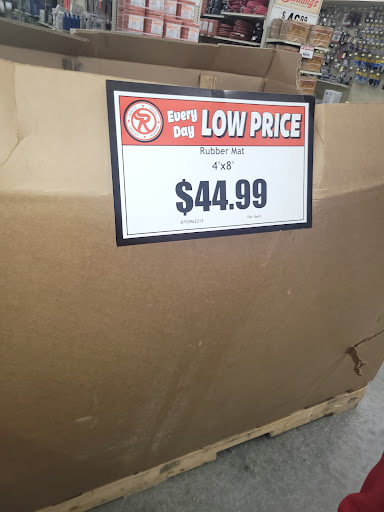 Every
Day
LOW PRICE
Rubber Mat
4'x8'
$44.99